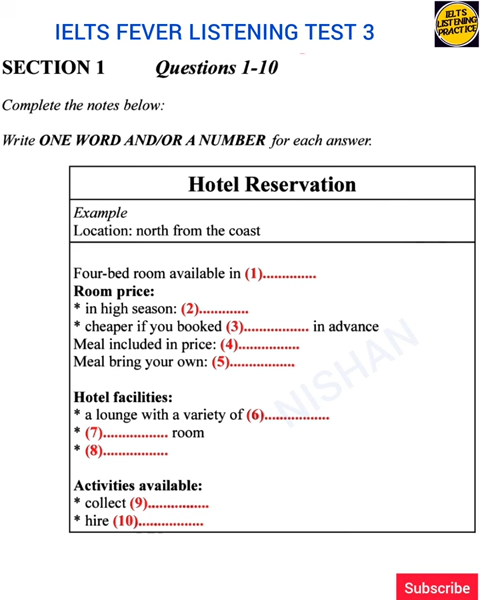 IELTS FEVER LISTENING TEST 3
IELTS
LISTENING
PRACTICE
SECTION 1 Questions 1-10
Complete the notes below:
Write ONE WORD AND/OR A NUMBER for each answer.
Hotel Reservation
Example
Location: north from the coast
Four-bed room available in (1)..............
Room price:
* in high season: (2).............
* cheaper if you booked (3)................. in advance
Meal included in price: (4)................
Meal bring your own: (5).................
Hotel facilities:
* a lounge with a variety of (6).................
* (7)................. room
* (8).................
Activities available:
* collect (9)................
* hire (10).................
NISHAN
Subscribe